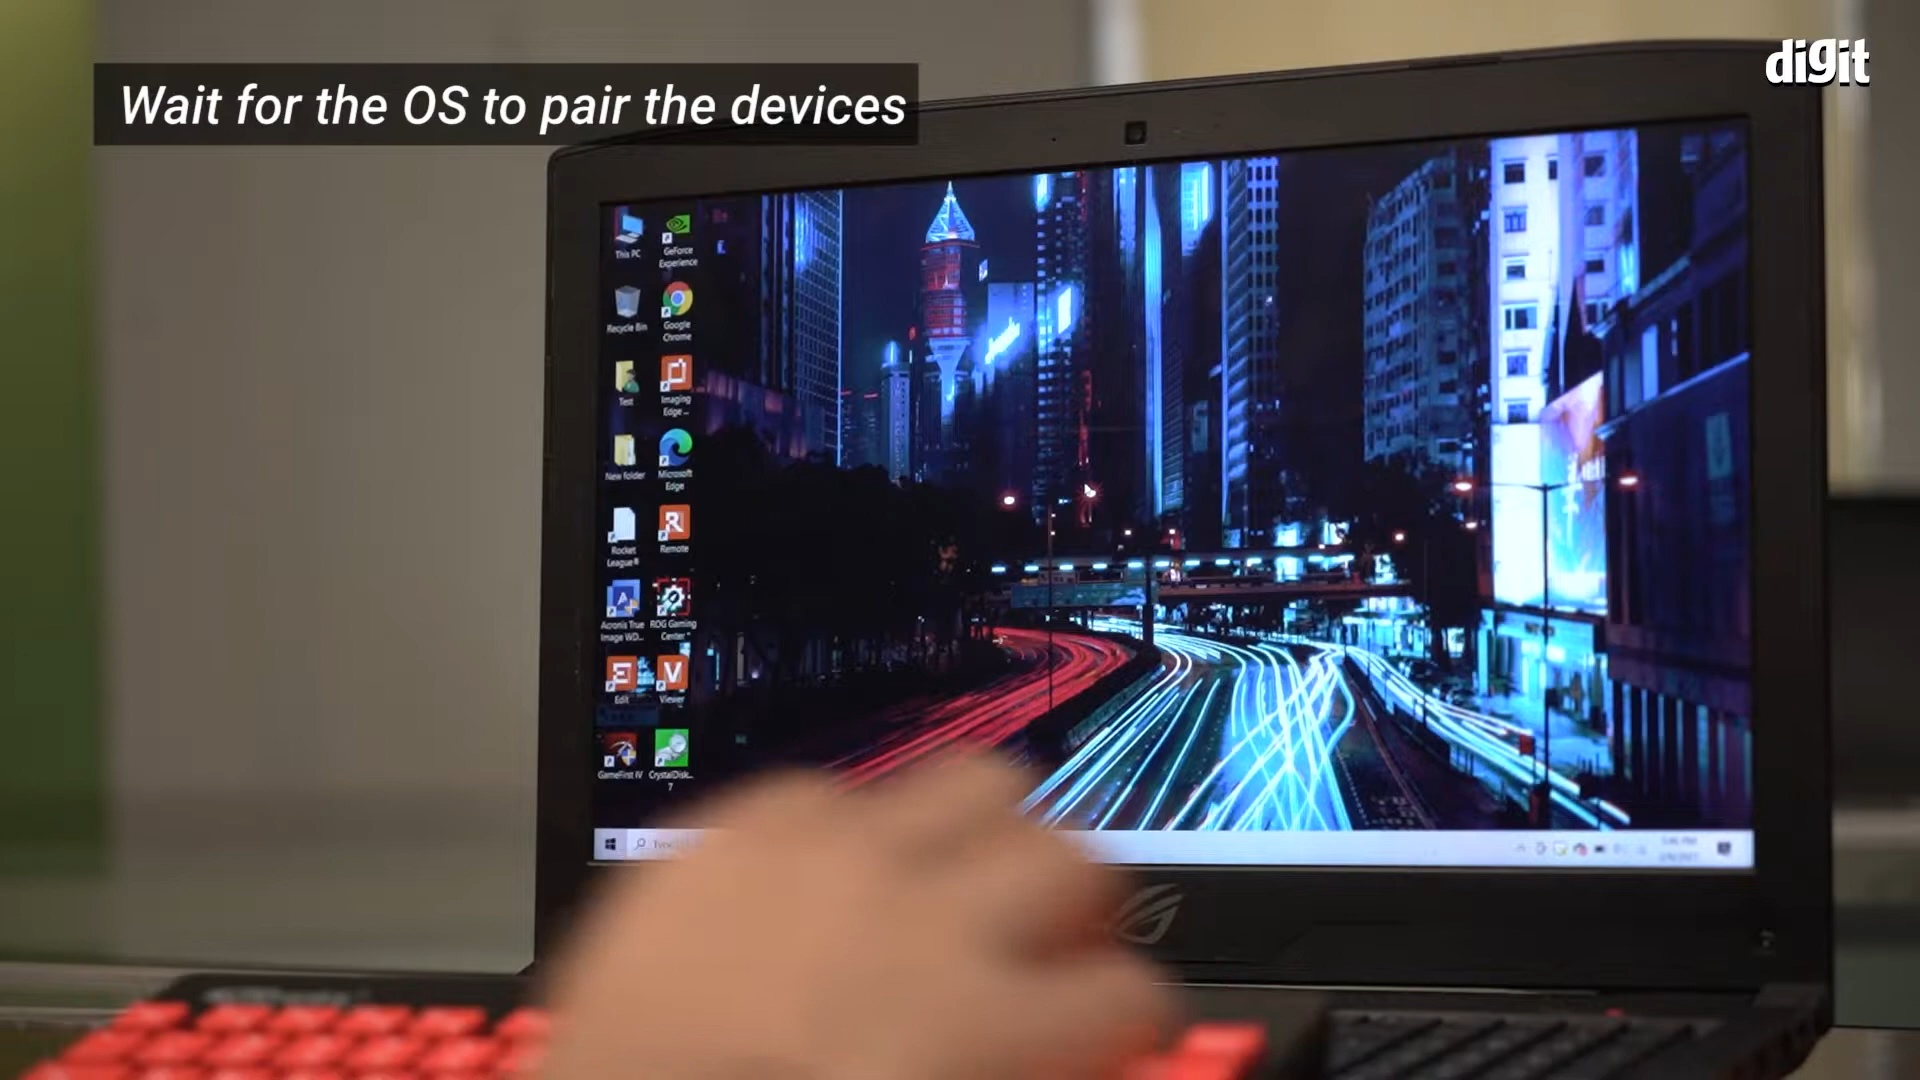 Wait for the OS to pair the devices
digit
This PC
GeForce
Experience
Recycle Bin
Google
Chrome
Test
Imaging
Edge ...
New folder
Microsoft
Edge
Rocket
League®
Remote
Acronis True
Image WD...
ROG Gaming
Center
Edit
Viewer
GameFirst IV
CrystalDisk...
7